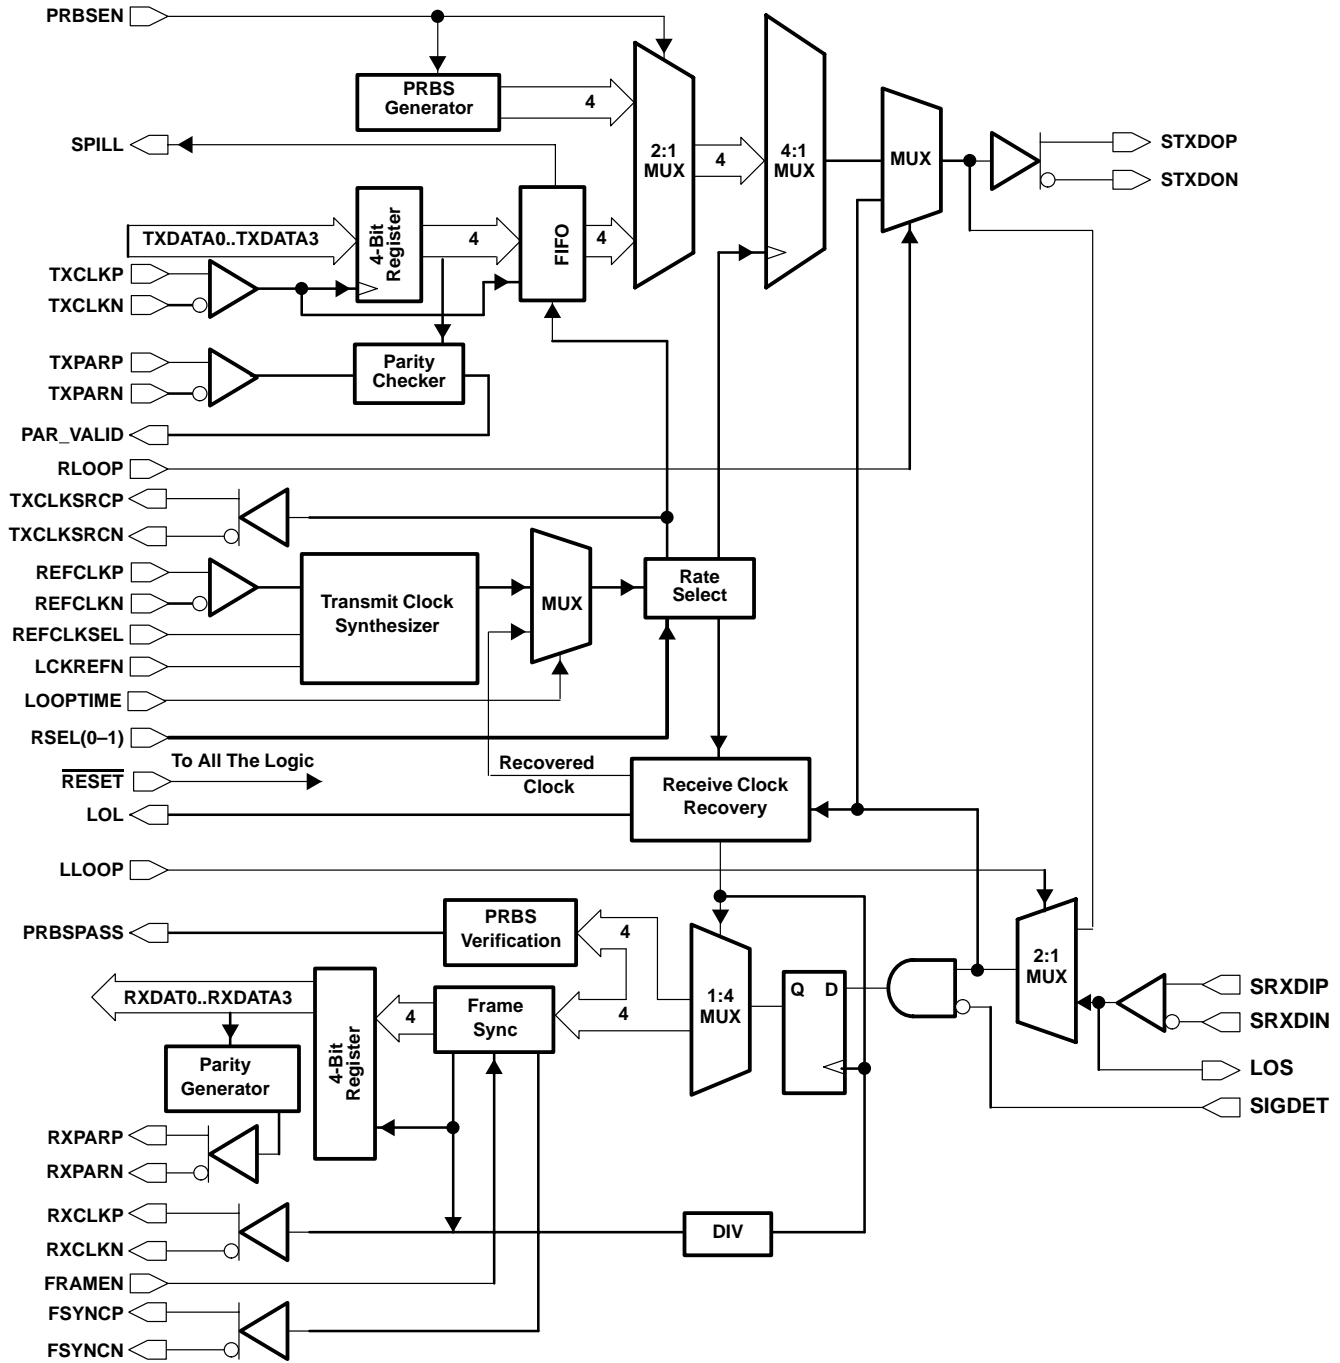 PRBSEN
PRBS
Generator
4
SPILL
2:1
MUX
4
4:1
MUX
MUX
STXDOP
STXDON
TXDATA0..TXDATA3
4-Bit
Register
4
FIFO
4
TXCLKP
TXCLKN
TXPARP
TXPARN
Parity
Checker
PAR_VALID
RLOOP
TXCLKSRCP
TXCLKSRCN
REFCLKP
REFCLKN
REFCLKSEL
LCKREFN
Transmit Clock
Synthesizer
MUX
Rate
Select
LOOPTIME
RSEL(0–1)
RESET
To All The Logic
Recovered
Clock
Receive Clock
Recovery
LOL
LLOOP
PRBSPASS
PRBS
Verification
4
4
1:4
MUX
Q D
2:1
MUX
SRXDIP
SRXDIN
LOS
SIGDET
RXDAT0..RXDATA3
4-Bit
Register
4
Frame
Sync
Parity
Generator
RXPARP
RXPARN
RXCLKP
RXCLKN
DIV
FRAMEN
FSYNCP
FSYNCN